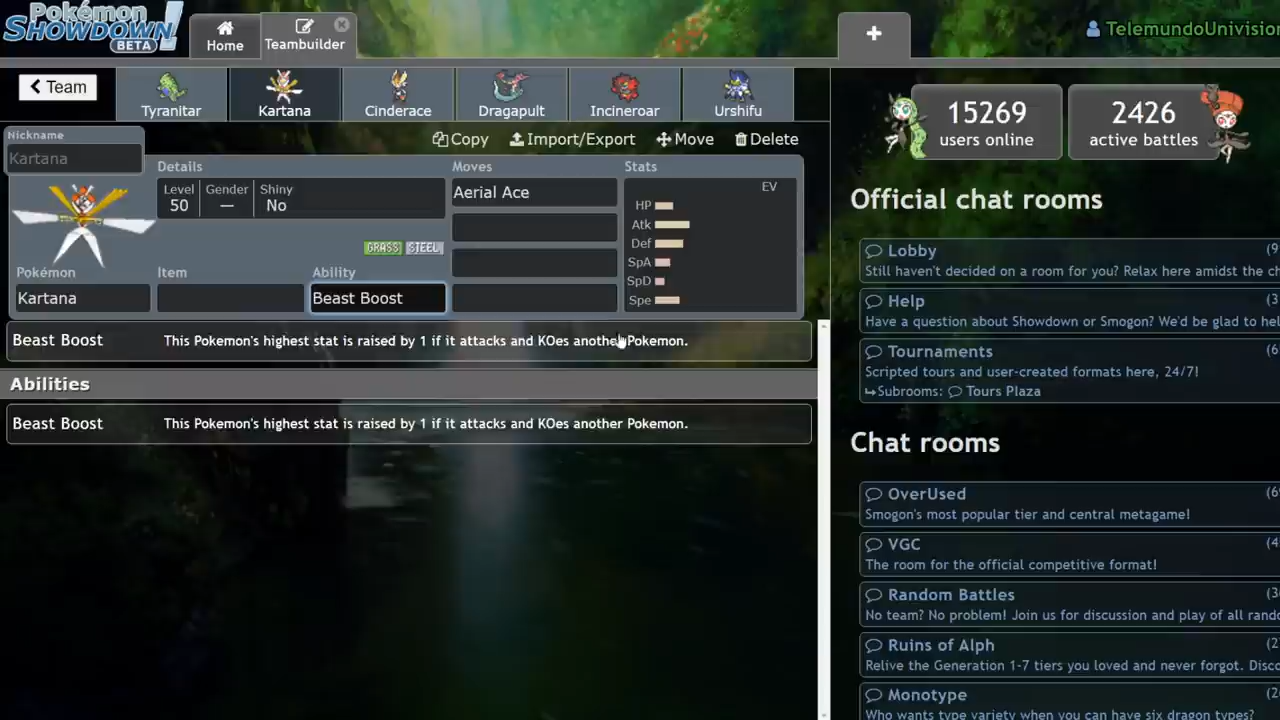 Pokémon
SHOWDOWN!
BETA
Home
Teambuilder
+
TelemundoUnivision
Team
Tyranitar
Kartana
Cinderace
Dragapult
Incineroar
Urshifu
Nickname
Kartana
Copy
Import/Export
Move
Delete
Details
Level
50
Gender
—
Shiny
No
GRASS STEEL
Pokémon
Kartana
Item
Ability
Beast Boost
Moves
Aerial Ace
Stats
EV
HP
Atk
Def
SpA
SpD
Spe
Beast Boost This Pokemon's highest stat is raised by 1 if it attacks and KOes another Pokemon.
Abilities
Beast Boost This Pokemon's highest stat is raised by 1 if it attacks and KOes another Pokemon.
15269
users online
2426
active battles
Official chat rooms
Lobby (9
Still haven't decided on a room for you? Relax here amidst the ch
Help (3
Have a question about Showdown or Smogon? We'd be glad to hel
Tournaments (6
Scripted tours and user-created formats here, 24/7!
↳Subrooms: Tours Plaza
Chat rooms
OverUsed (6
Smogon's most popular tier and central metagame!
VGC (4
The room for the official competitive format!
Random Battles (3
No team? No problem! Join us for discussion and play of all rand
Ruins of Alph (2
Relive the Generation 1-7 tiers you loved and never forgot. Disc
Monotype (2
Who wants type variety when you can have six dragon types?